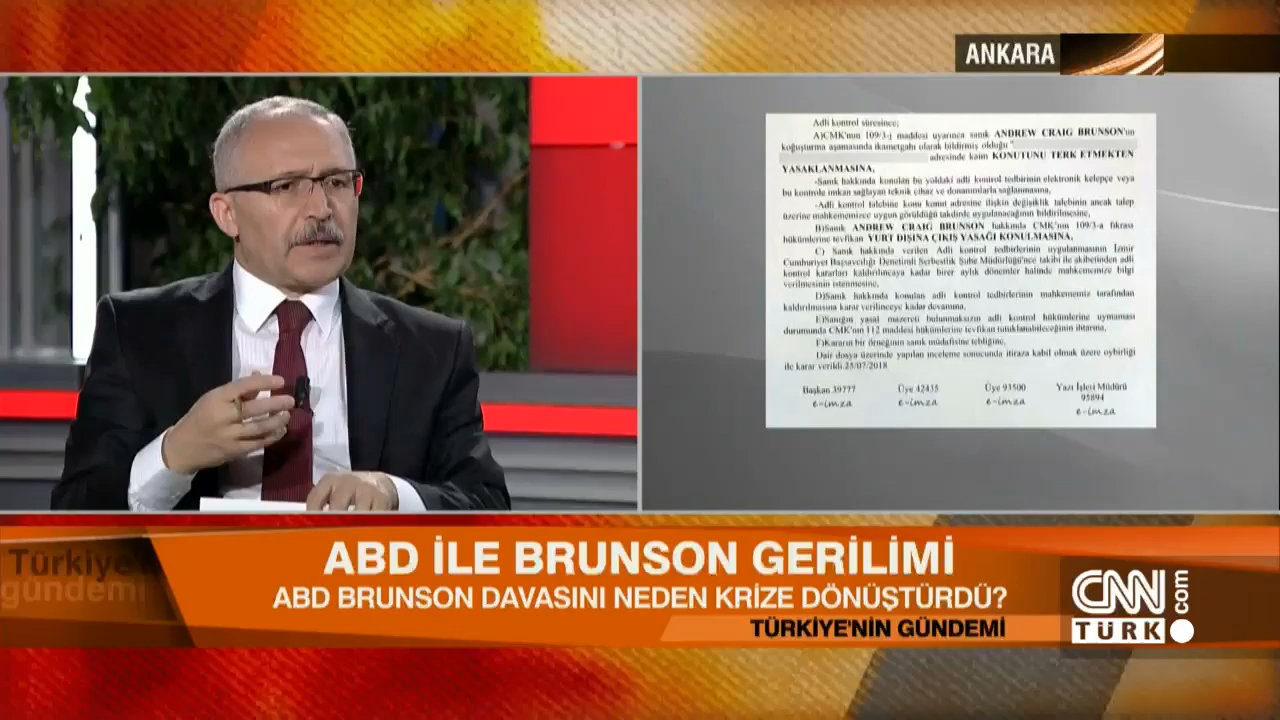 ANKARA
Adli kontrol süresince;
A)CMK'nın 109/3-j maddesi uyarınca sanık ANDREW CRAIG BRUNSON'un
koğuşturma aşamasında ikametgahı olarak bildirmiş olduğu "
adresinde kaim KONUTUNU TERK ETMEKTEN
YASAKLANMASINA,
-Sanık hakkında konulan bu yoldaki adli kontrol tedbirinin elektronik kelepçe veya
bu kontrole imkan sağlayan teknik cihaz ve donanımlarla sağlanmasına,
-Adli kontrol talebine konu konut adresine ilişkin değişiklik talebinin ancak talep
üzerine mahkememizce uygun görüldüğü takdirde uygulanacağının bildirilmesine,
B)Sanık ANDREW CRAIG BRUNSON hakkında CMK'nın 109/3-a fıkrası
hükümlerine tevfikan YURT DIŞINA ÇIKIŞ YASAĞI KONULMASINA,
C) Sanık hakkında verilen Adli kontrol tedbirlerinin uygulanmasının İzmir
Cumhuriyet Başsavcılığı Denetimli Serbestlik Şube Müdürlüğü'nce takibi ile akibetinden adli
kontrol kararları kaldırılıncaya kadar birer aylık dönemler halinde mahkememize bilgi
verilmesinin istenmesine,
D)Sanık hakkında konulan adli kontrol tedbirlerinin mahkememiz tarafından
kaldırılmasına karar verilinceye kadar devamına,
E)Sanığın yasal mazereti bulunmaksızın adli kontrol hükümlerine uymaması
durumunda CMK'nın 112 maddesi hükümlerine tevfikan tutuklanabileceğinin ihtarına,
F)Kararın bir örneğinin sanık müdafisine tebliğine,
Dair dosya üzerinde yapılan inceleme sonucunda itiraza kabil olmak üzere oybirliği
ile karar verildi.25/07/2018
Başkan 39777 Üye 42435 Üye 93500 Yazı İşleri Müdürü
95894
e-imza e-imza e-imza e-imza
Türkiye'
gündemi
ABD İLE BRUNSON GERİLİMİ
ABD BRUNSON DAVASINI NEDEN KRİZE DÖNÜŞTÜRDÜ?
TÜRKİYE'NİN GÜNDEMİ
CNN
TÜRK
.com